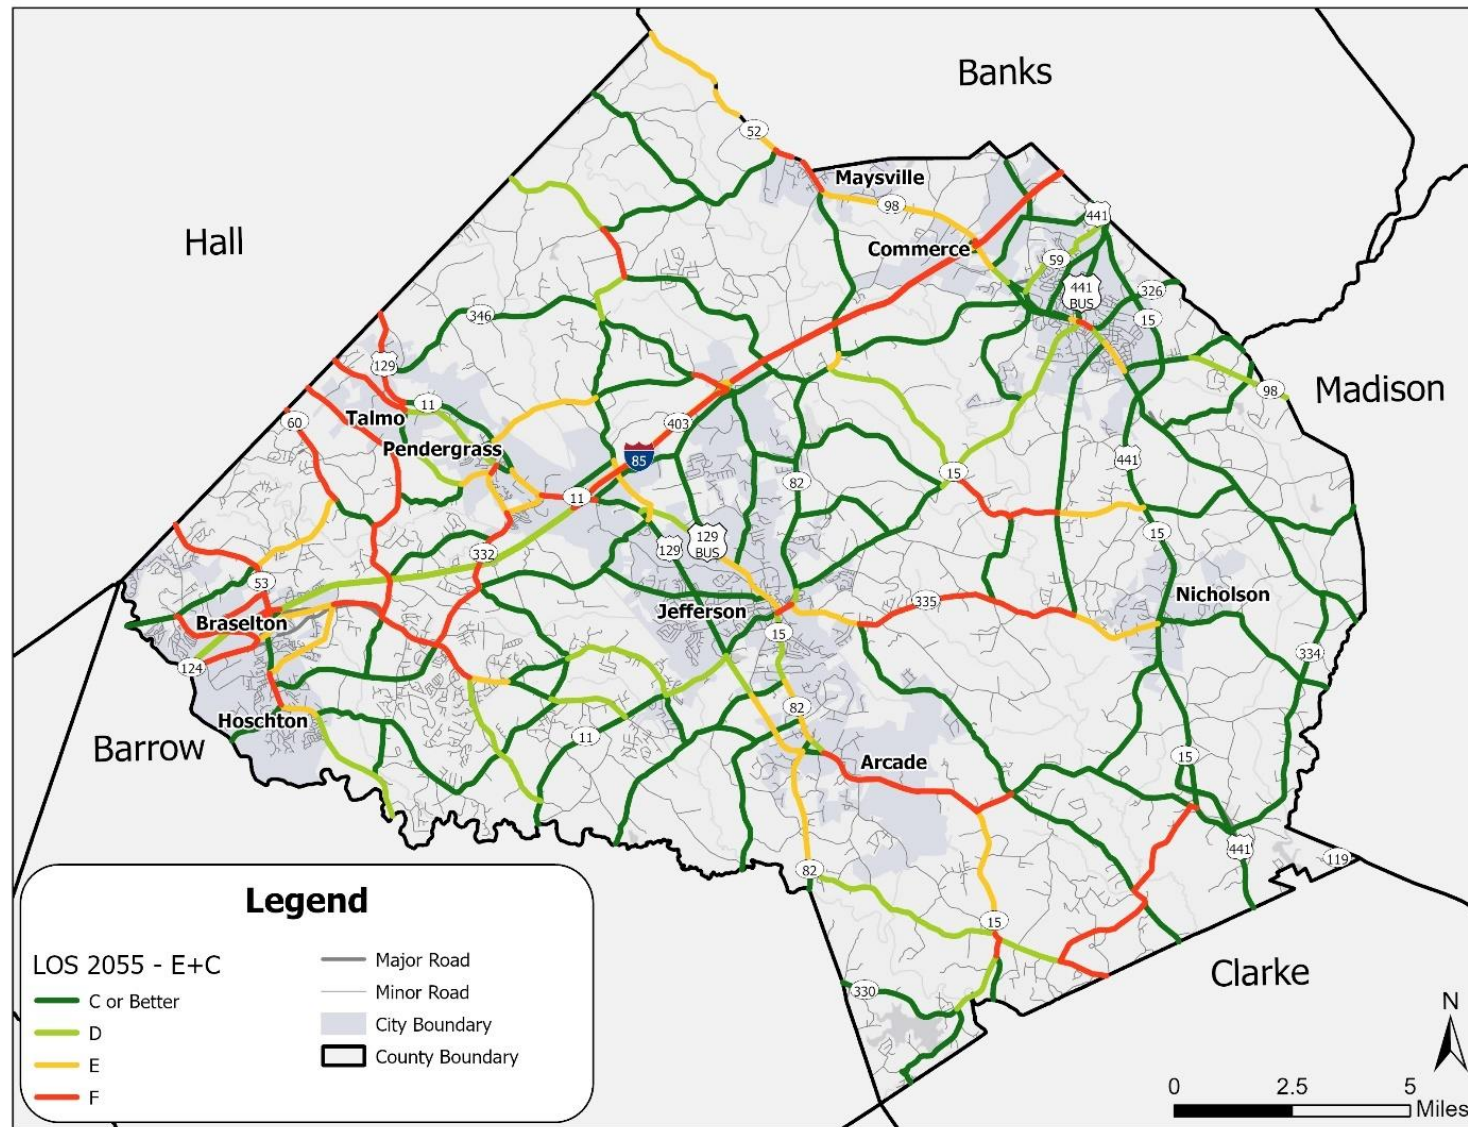 Banks
52
Maysville
98
441
Hall
Commerce
59
441
BUS
326
346
15
129
Madison
98
Talmo
11
60
403
Pendergrass
85
441
15
82
11
15
129
BUS
129
332
53
Nicholson
335
Jefferson
Braselton
15
124
334
82
Hoschton
11
Barrow
15
Arcade
441
119
82
Legend
15
LOS 2055 - E+C
Major Road
C or Better
Minor Road
330
Clarke
D
City Boundary
N
E
County Boundary
F
0 2.5 5
Miles